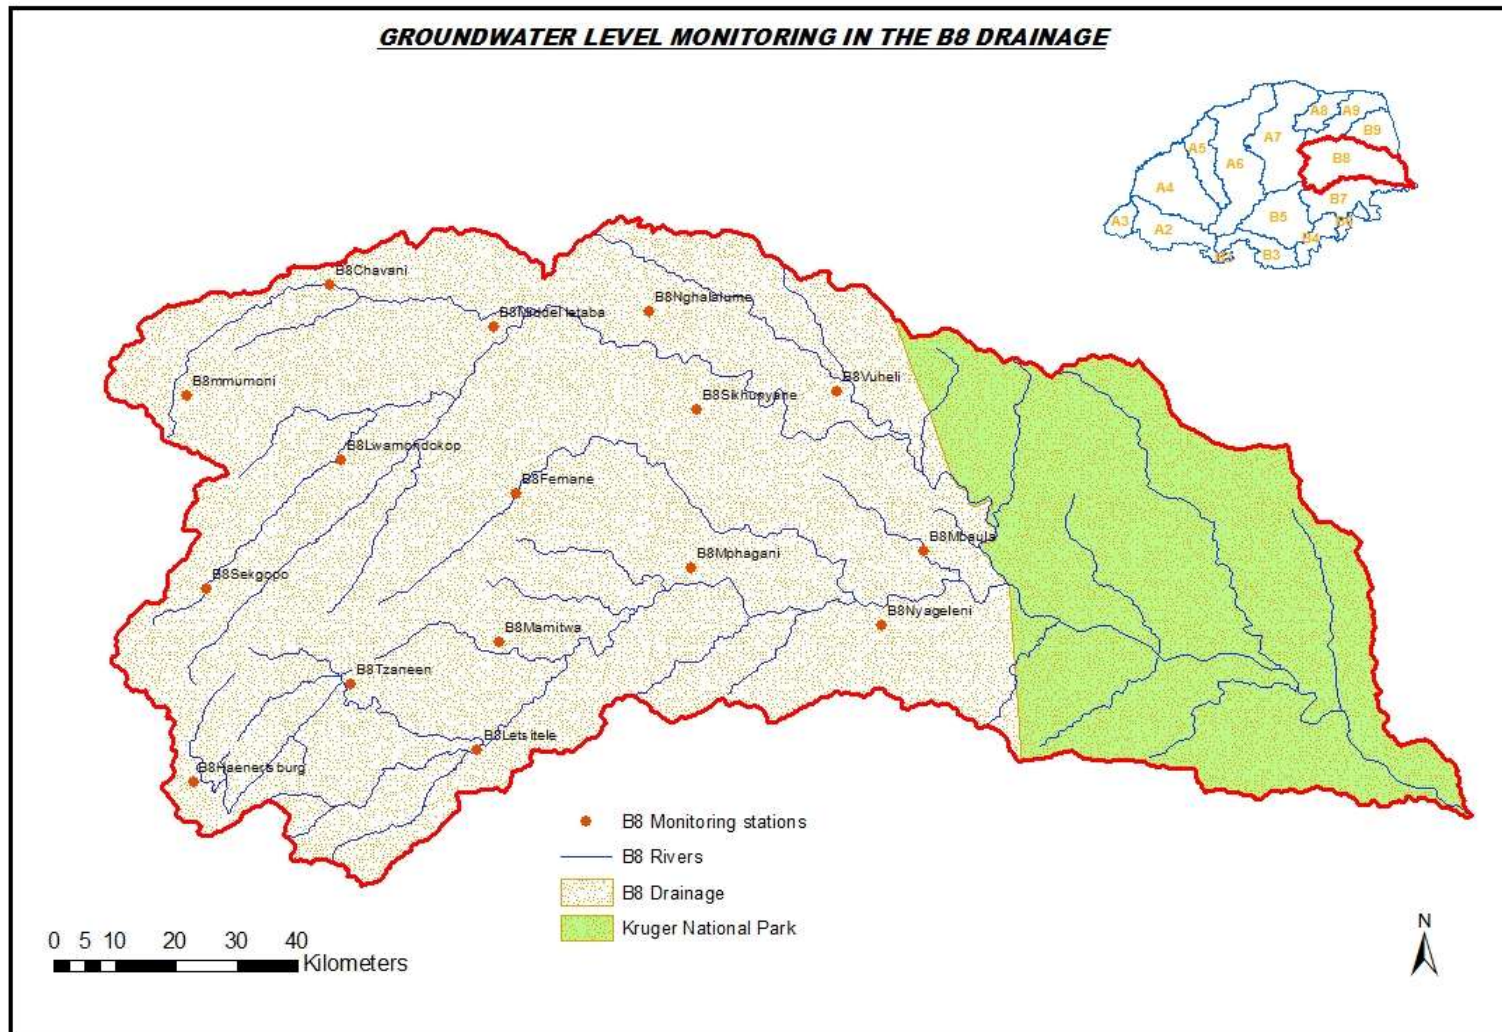 GROUNDWATER LEVEL MONITORING IN THE B8 DRAINAGE
A8
A9
A7
B9
A5
A6
B8
A4
B7
B5
A3
A2
B4
B3
B8Chavani
B8Nghalalume
B8Middel letaba
B8mmumoni
B8Vuheli
B8Sikhunyane
B8Lwamondokop
B8Femane
B8Mbaula
B8Mphagani
B8Sekgopo
B8Nyageleni
B8Mamitwa
B8Tzaneen
B8Letsitele
B8Haenertsburg
B8 Monitoring stations
B8 Rivers
B8 Drainage
Kruger National Park
0 5 10 20 30 40
Kilometers
N